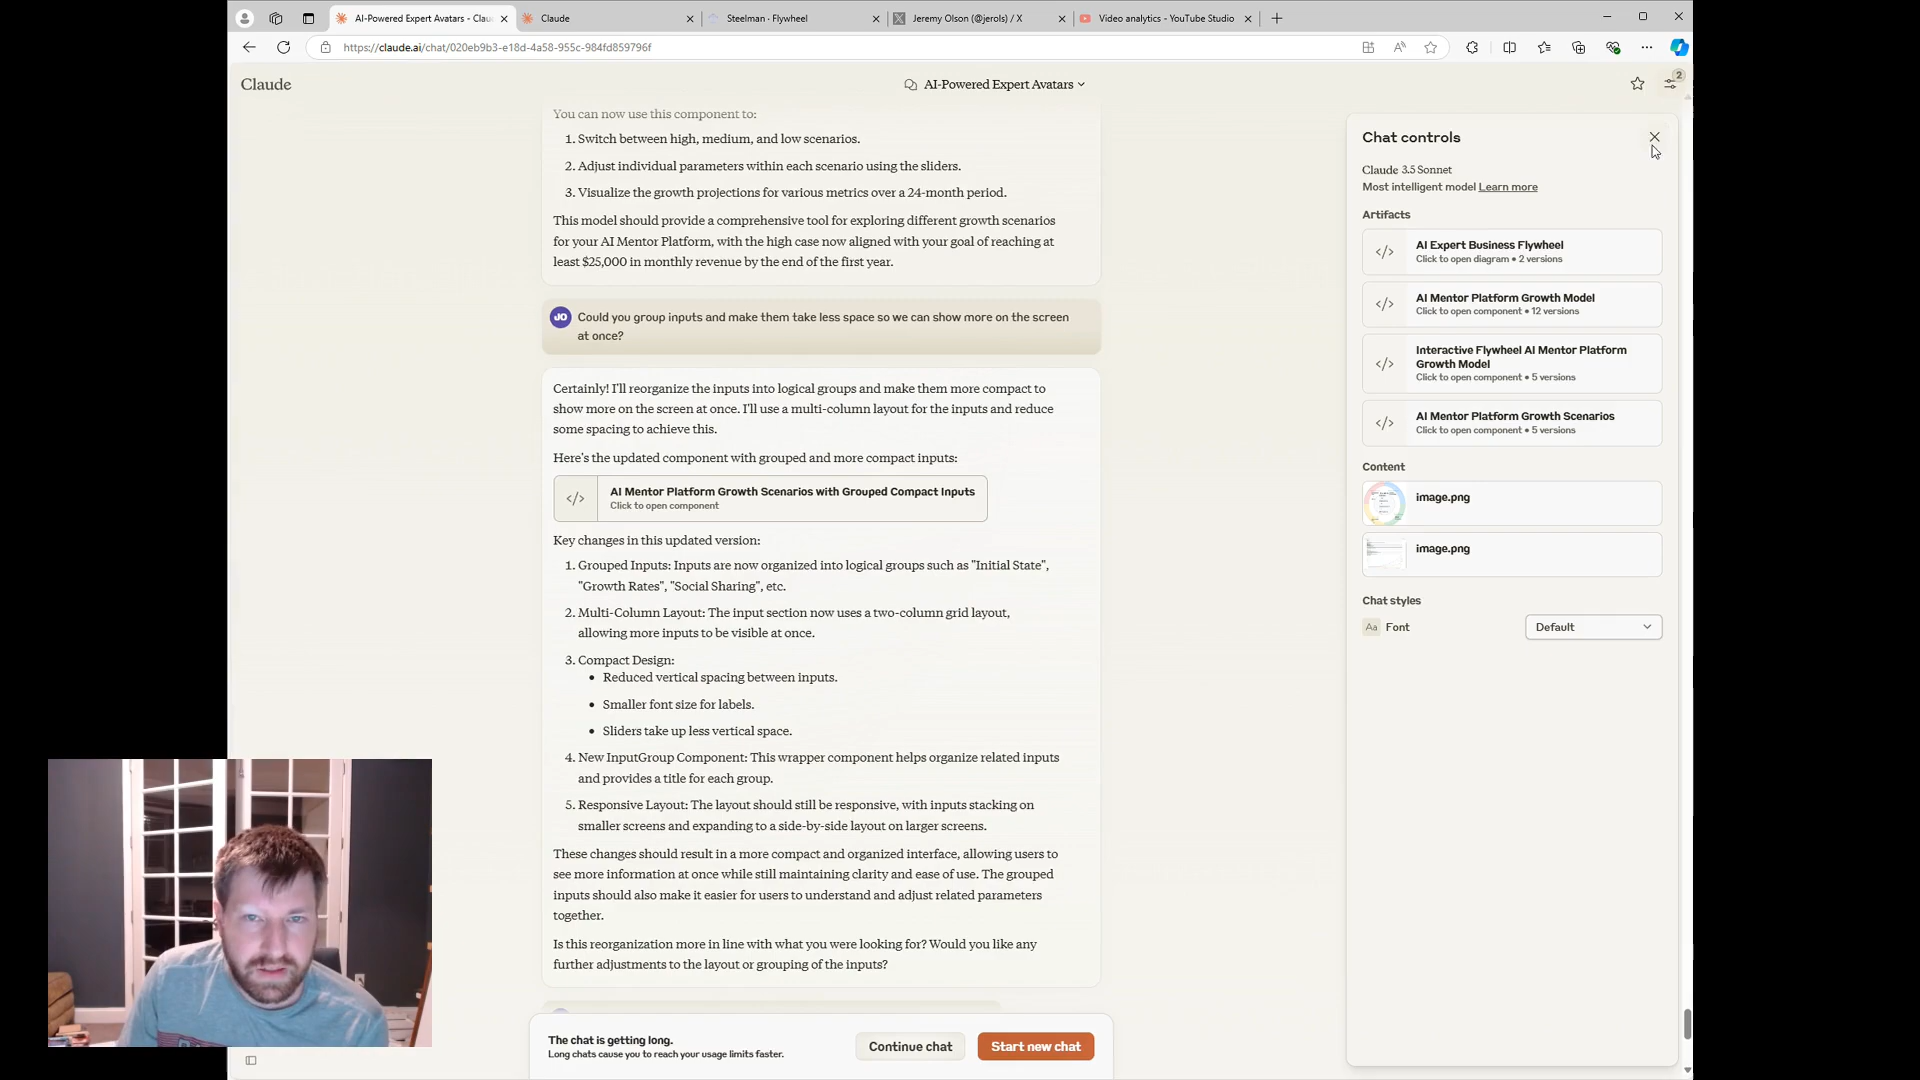 AI-Powered Expert Avatars - Clau
Claude
Steelman · Flywheel
Jeremy Olson (@jerols) / X
Video analytics - YouTube Studio
https://claude.ai/chat/020eb9b3-e18d-4a58-955c-984fd859796f
Claude
AI-Powered Expert Avatars
2
You can now use this component to:
1. Switch between high, medium, and low scenarios.
2. Adjust individual parameters within each scenario using the sliders.
3. Visualize the growth projections for various metrics over a 24-month period.
This model should provide a comprehensive tool for exploring different growth scenarios
for your AI Mentor Platform, with the high case now aligned with your goal of reaching at
least $25,000 in monthly revenue by the end of the first year.
JO
Could you group inputs and make them take less space so we can show more on the screen
at once?
Certainly! I'll reorganize the inputs into logical groups and make them more compact to
show more on the screen at once. I'll use a multi-column layout for the inputs and reduce
some spacing to achieve this.
Here's the updated component with grouped and more compact inputs:
</>
AI Mentor Platform Growth Scenarios with Grouped Compact Inputs
Click to open component
Key changes in this updated version:
1. Grouped Inputs: Inputs are now organized into logical groups such as "Initial State",
"Growth Rates", "Social Sharing", etc.
2. Multi-Column Layout: The input section now uses a two-column grid layout,
allowing more inputs to be visible at once.
3. Compact Design:
• Reduced vertical spacing between inputs.
• Smaller font size for labels.
• Sliders take up less vertical space.
4. New InputGroup Component: This wrapper component helps organize related inputs
and provides a title for each group.
5. Responsive Layout: The layout should still be responsive, with inputs stacking on
smaller screens and expanding to a side-by-side layout on larger screens.
These changes should result in a more compact and organized interface, allowing users to
see more information at once while still maintaining clarity and ease of use. The grouped
inputs should also make it easier for users to understand and adjust related parameters
together.
Is this reorganization more in line with what you were looking for? Would you like any
further adjustments to the layout or grouping of the inputs?
The chat is getting long.
Long chats cause you to reach your usage limits faster.
Continue chat
Start new chat
Chat controls
Claude 3.5 Sonnet
Most intelligent model Learn more
Artifacts
</>
AI Expert Business Flywheel
Click to open diagram • 2 versions
</>
AI Mentor Platform Growth Model
Click to open component • 12 versions
</>
Interactive Flywheel AI Mentor Platform
Growth Model
Click to open component • 5 versions
</>
AI Mentor Platform Growth Scenarios
Click to open component • 5 versions
Content
image.png
image.png
Chat styles
Aa Font
Default